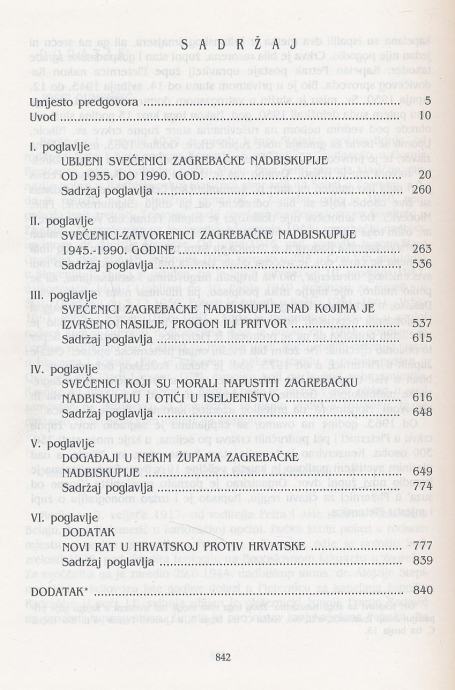 SADRŽAJ
Umjesto predgovora ........ 5
Uvod ........ 10
I. poglavlje
UBIJENI SVEĆENICI ZAGREBAČKE NADBISKUPIJE
OD 1935. DO 1990. GOD. ........ 20
Sadržaj poglavlja ........ 260
II. poglavlje
SVEĆENICI-ZATVORENICI ZAGREBAČKE NADBISKUPIJE
1945.-1990. GODINE ........ 263
Sadržaj poglavlja ........ 536
III. poglavlje
SVEĆENICI ZAGREBAČKE NADBISKUPIJE NAD KOJIMA JE
IZVRŠENO NASILJE, PROGON ILI PRITVOR ........ 537
Sadržaj poglavlja ........ 615
IV. poglavlje
SVEĆENICI KOJI SU MORALI NAPUSTITI ZAGREBAČKU
NADBISKUPIJU I OTIĆI U ISELJENIŠTVO ........ 616
Sadržaj poglavlja ........ 648
V. poglavlje
DOGAĐAJI U NEKIM ŽUPAMA ZAGREBAČKE
NADBISKUPIJE ........ 649
Sadržaj poglavlja ........ 774
VI. poglavlje
DODATAK
NOVI RAT U HRVATSKOJ PROTIV HRVATSKE ........ 777
Sadržaj poglavlja ........ 839
DODATAK* ........ 840
842